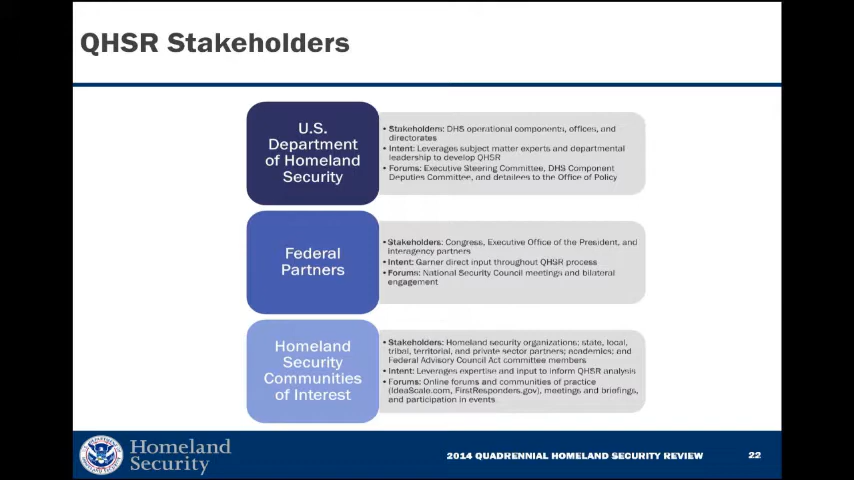 QHSR Stakeholders
U.S.
Department
of Homeland
Security
• Stakeholders: DHS operational components, offices, and
directorates
• Intent: Leverages subject matter experts and departmental
leadership to develop QHSR
• Forums: Executive Steering Committee, DHS Component
Deputies Committee, and detailees to the Office of Policy
Federal
Partners
• Stakeholders: Congress, Executive Office of the President, and
interagency partners
• Intent: Garner direct input throughout QHSR process
• Forums: National Security Council meetings and bilateral
engagement
Homeland
Security
Communities
of Interest
• Stakeholders: Homeland security organizations; state, local,
tribal, territorial, and private sector partners; academics; and
Federal Advisory Council Act committee members
• Intent: Leverages expertise and input to inform QHSR analysis
• Forums: Online forums and communities of practice
(IdeaScale.com, FirstResponders.gov), meetings and briefings,
and participation in events
Homeland
Security
2014 QUADRENNIAL HOMELAND SECURITY REVIEW
22